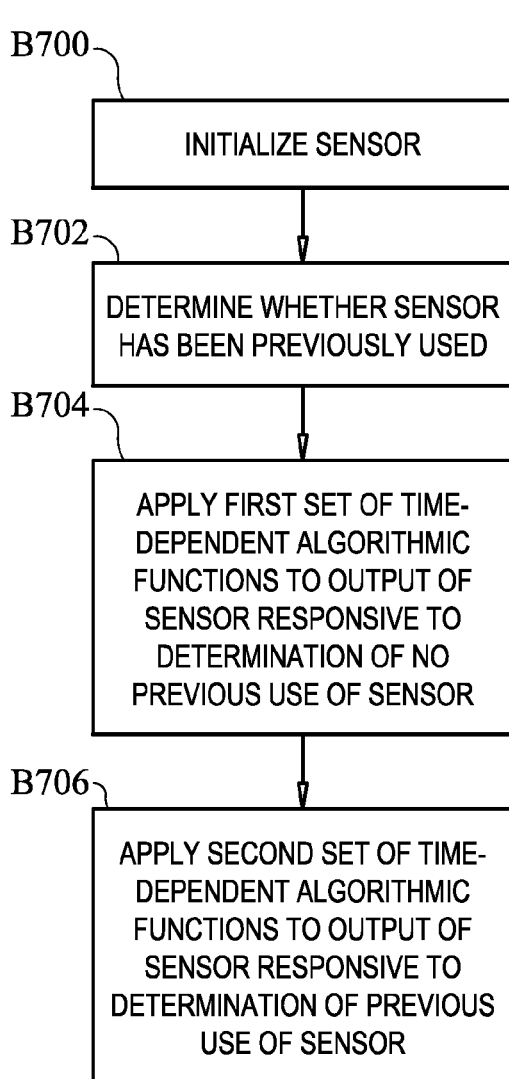 B700
INITIALIZE SENSOR
B702
DETERMINE WHETHER SENSOR
HAS BEEN PREVIOUSLY USED
B704
APPLY FIRST SET OF TIME-
DEPENDENT ALGORITHMIC
FUNCTIONS TO OUTPUT OF
SENSOR RESPONSIVE TO
DETERMINATION OF NO
PREVIOUS USE OF SENSOR
B706
APPLY SECOND SET OF TIME-
DEPENDENT ALGORITHMIC
FUNCTIONS TO OUTPUT OF
SENSOR RESPONSIVE TO
DETERMINATION OF PREVIOUS
USE OF SENSOR